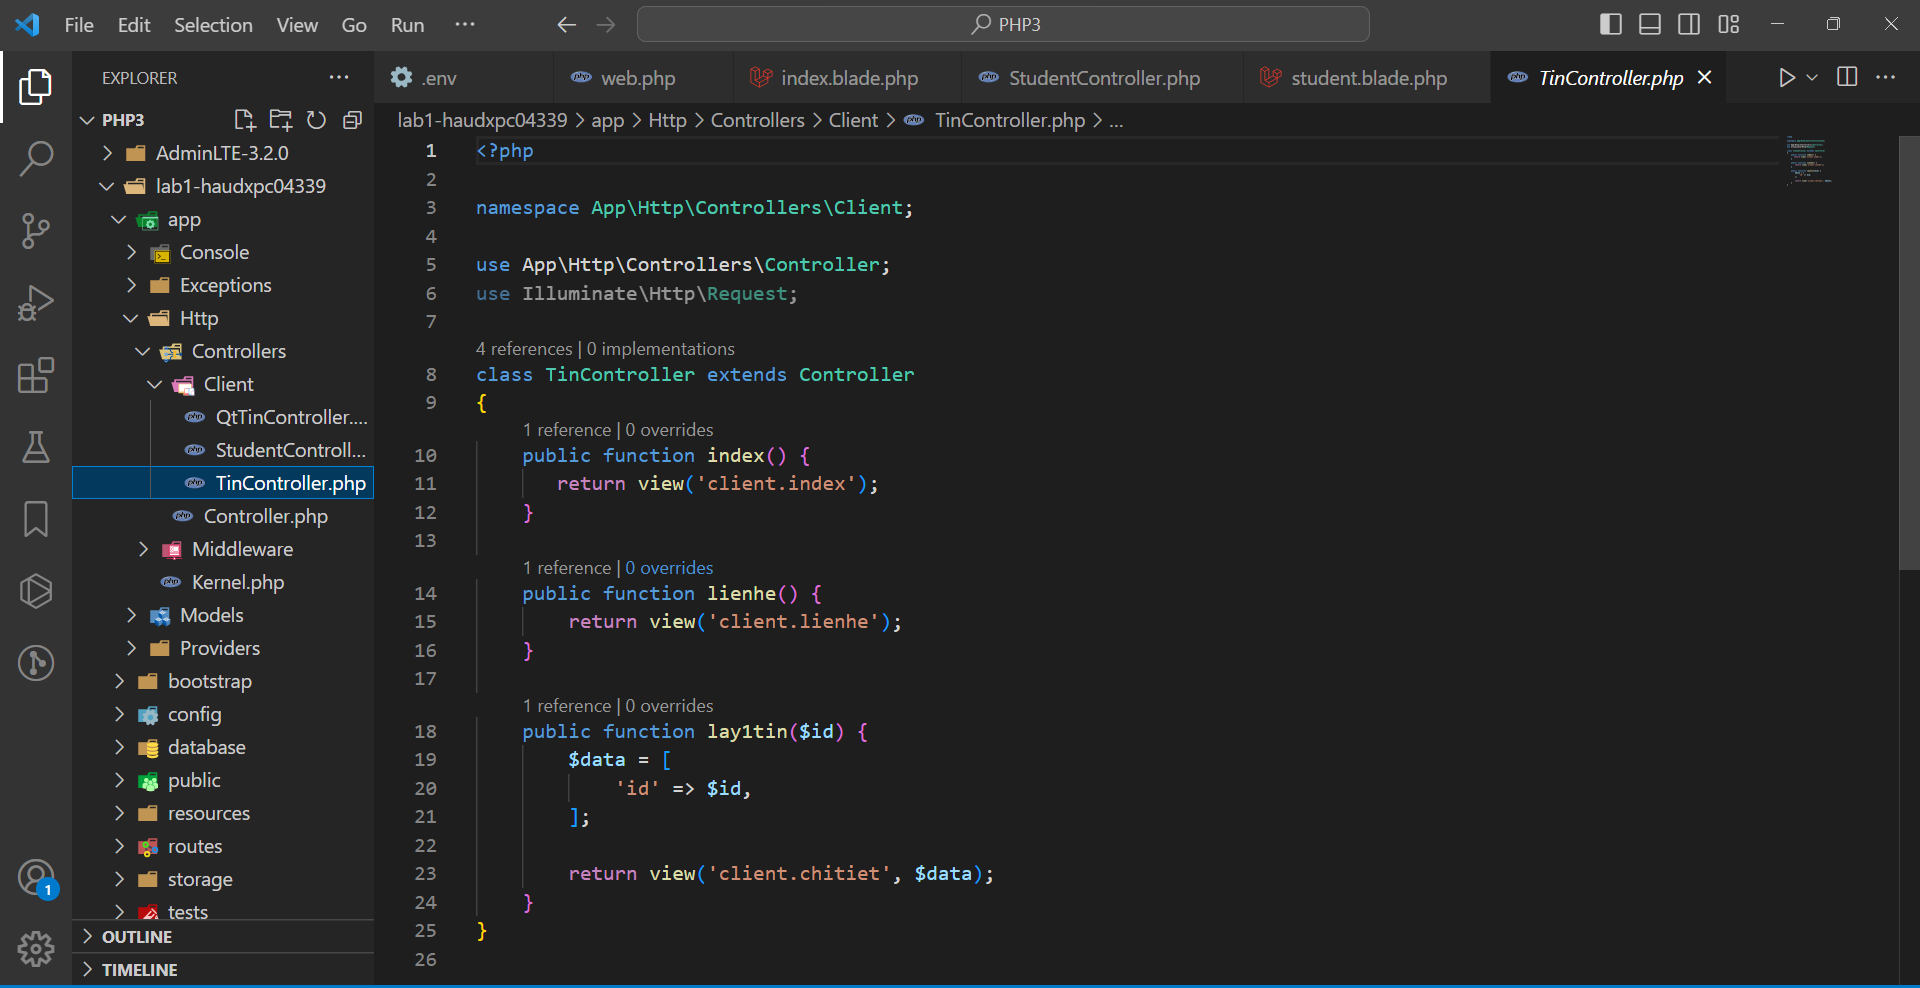 File Edit Selection View Go Run ···
PHP3
EXPLORER ···
.env
web.php
index.blade.php
StudentController.php
student.blade.php
TinController.php
lab1-haudxpc04339 > app > Http > Controllers > Client > TinController.php > ...
PHP3
AdminLTE-3.2.0
lab1-haudxpc04339
app
Console
Exceptions
Http
Controllers
Client
QtTinController....
StudentControll...
TinController.php
Controller.php
Middleware
Kernel.php
Models
Providers
bootstrap
config
database
public
resources
routes
storage
tests
OUTLINE
TIMELINE
1
1 <?php
2
3 namespace App\Http\Controllers\Client;
4
5 use App\Http\Controllers\Controller;
6 use Illuminate\Http\Request;
7
4 references | 0 implementations
8 class TinController extends Controller
9 {
1 reference | 0 overrides
10 public function index() {
11 return view('client.index');
12 }
13
1 reference | 0 overrides
14 public function lienhe() {
15 return view('client.lienhe');
16 }
17
1 reference | 0 overrides
18 public function lay1tin($id) {
19 $data = [
20 'id' => $id,
21 ];
22
23 return view('client.chitiet', $data);
24 }
25 }
26